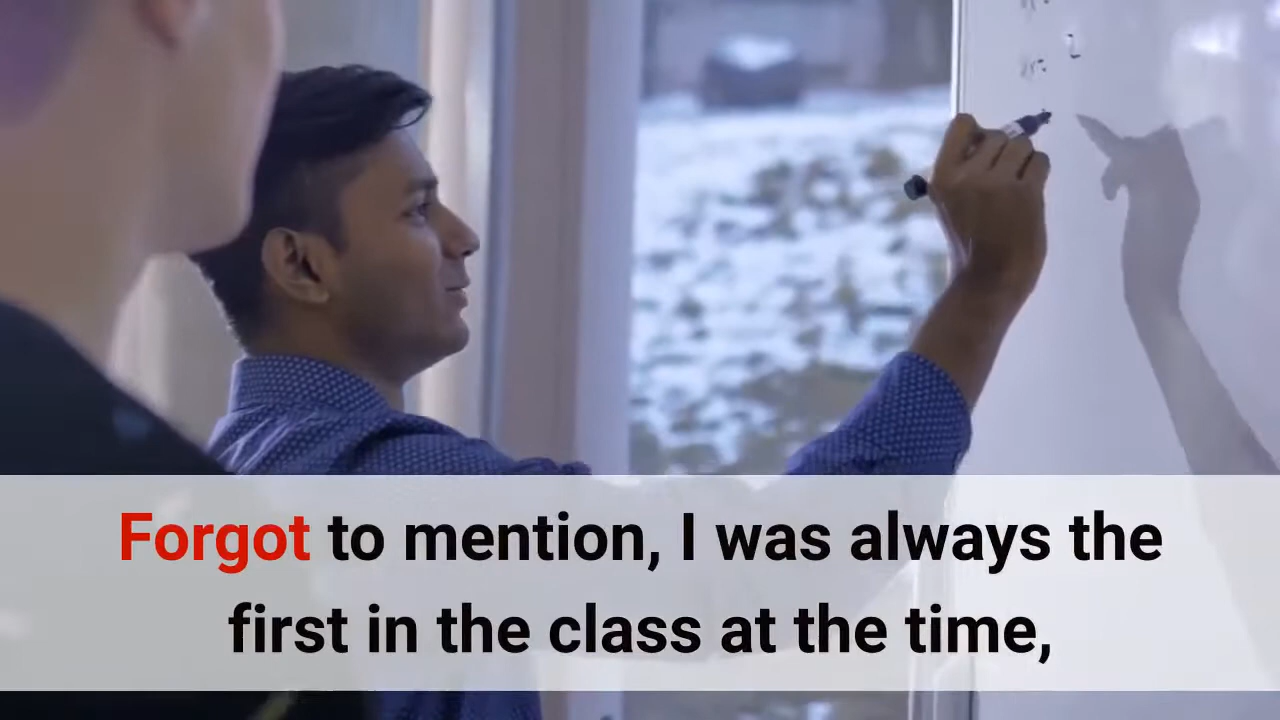 Forgot to mention, I was always the
first in the class at the time,